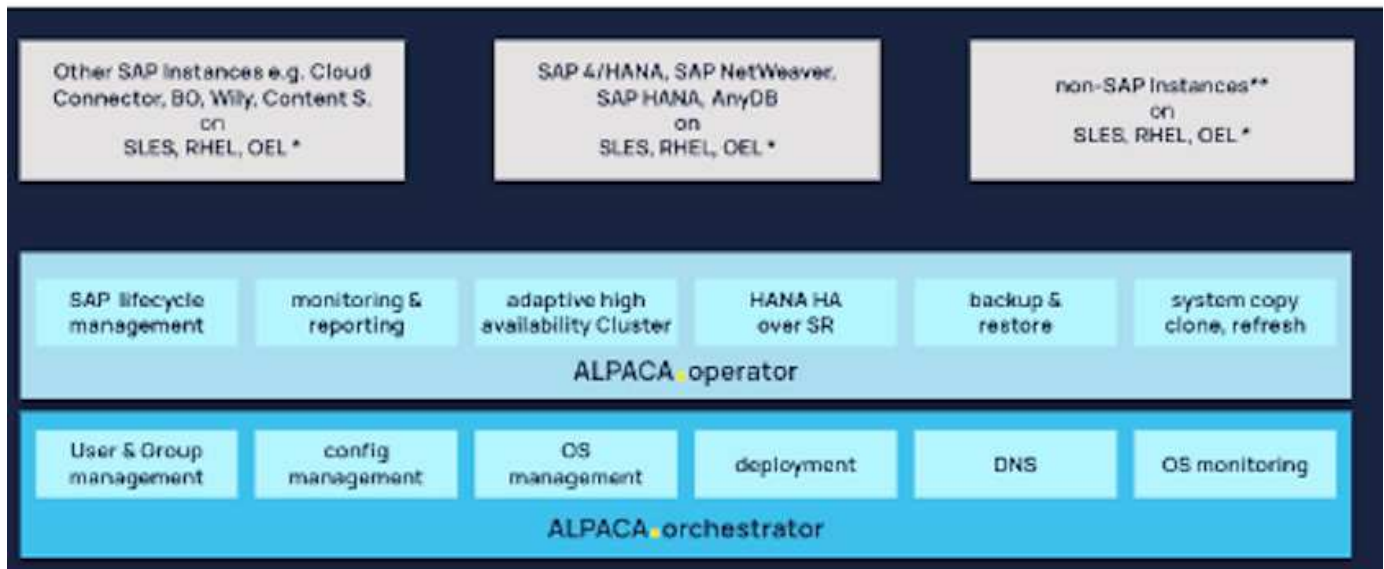 Other SAP Instances e.g. Cloud
Connector, BO, Wily, Content S.
on
SLES, RHEL, OEL *
SAP 4/HANA, SAP NetWeaver,
SAP HANA, AnyDB
on
SLES, RHEL, OEL *
non-SAP Instances**
on
SLES, RHEL, OEL *
SAP lifecycle
management
monitoring &
reporting
adaptive high
availability Cluster
HANA HA
over SR
backup &
restore
system copy
clone, refresh
ALPACA.operator
User & Group
management
config
management
OS
management
deployment
DNS
OS monitoring
ALPACA.orchestrator